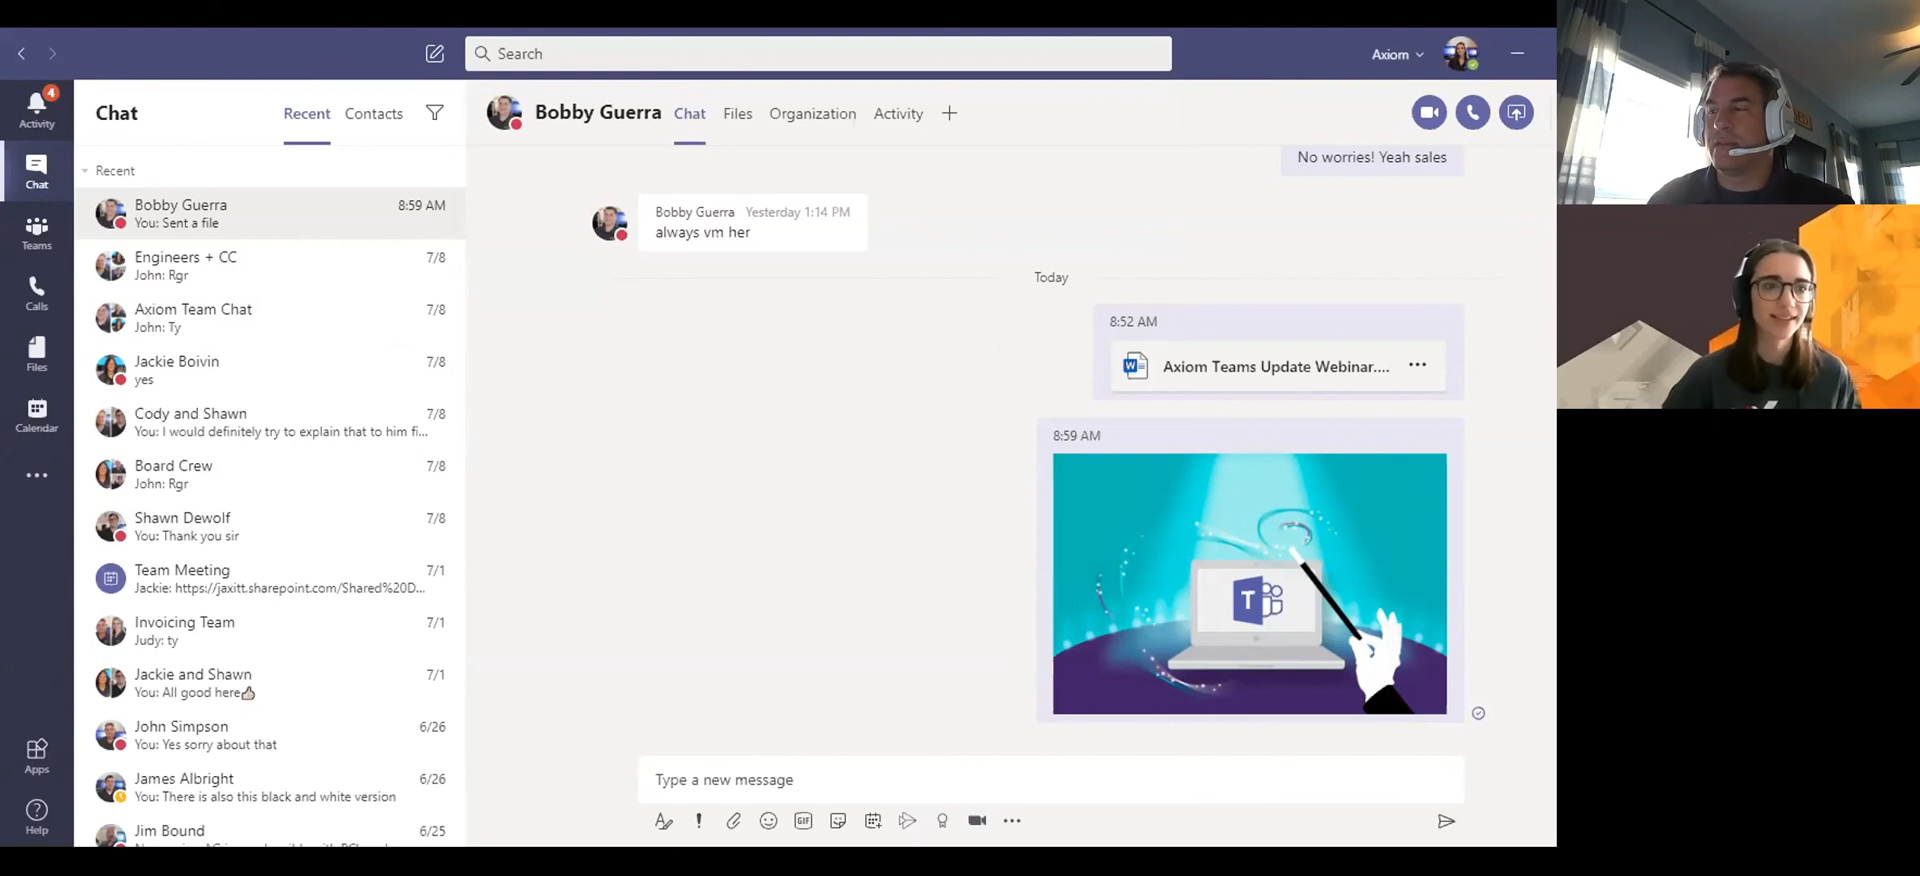 Search
Axiom
4
Activity
Chat
Teams
Calls
Files
Calendar
Apps
Help
Chat
Recent
Contacts
Recent
Bobby Guerra 8:59 AM
You: Sent a file
Engineers + CC 7/8
John: Rgr
Axiom Team Chat 7/8
John: Ty
Jackie Boivin 7/8
yes
Cody and Shawn 7/8
You: I would definitely try to explain that to him fi...
Board Crew 7/8
John: Rgr
Shawn Dewolf 7/8
You: Thank you sir
Team Meeting 7/1
Jackie: https://jaxitt.sharepoint.com/Shared%20D...
Invoicing Team 7/1
Judy: ty
Jackie and Shawn 7/1
You: All good here👍
John Simpson 6/26
You: Yes sorry about that
James Albright 6/26
You: There is also this black and white version
Jim Bound 6/25
Bobby Guerra Chat Files Organization Activity
No worries! Yeah sales
Bobby Guerra Yesterday 1:14 PM
always vm her
Today
8:52 AM
W Axiom Teams Update Webinar....
8:59 AM
T
Type a new message
GIF